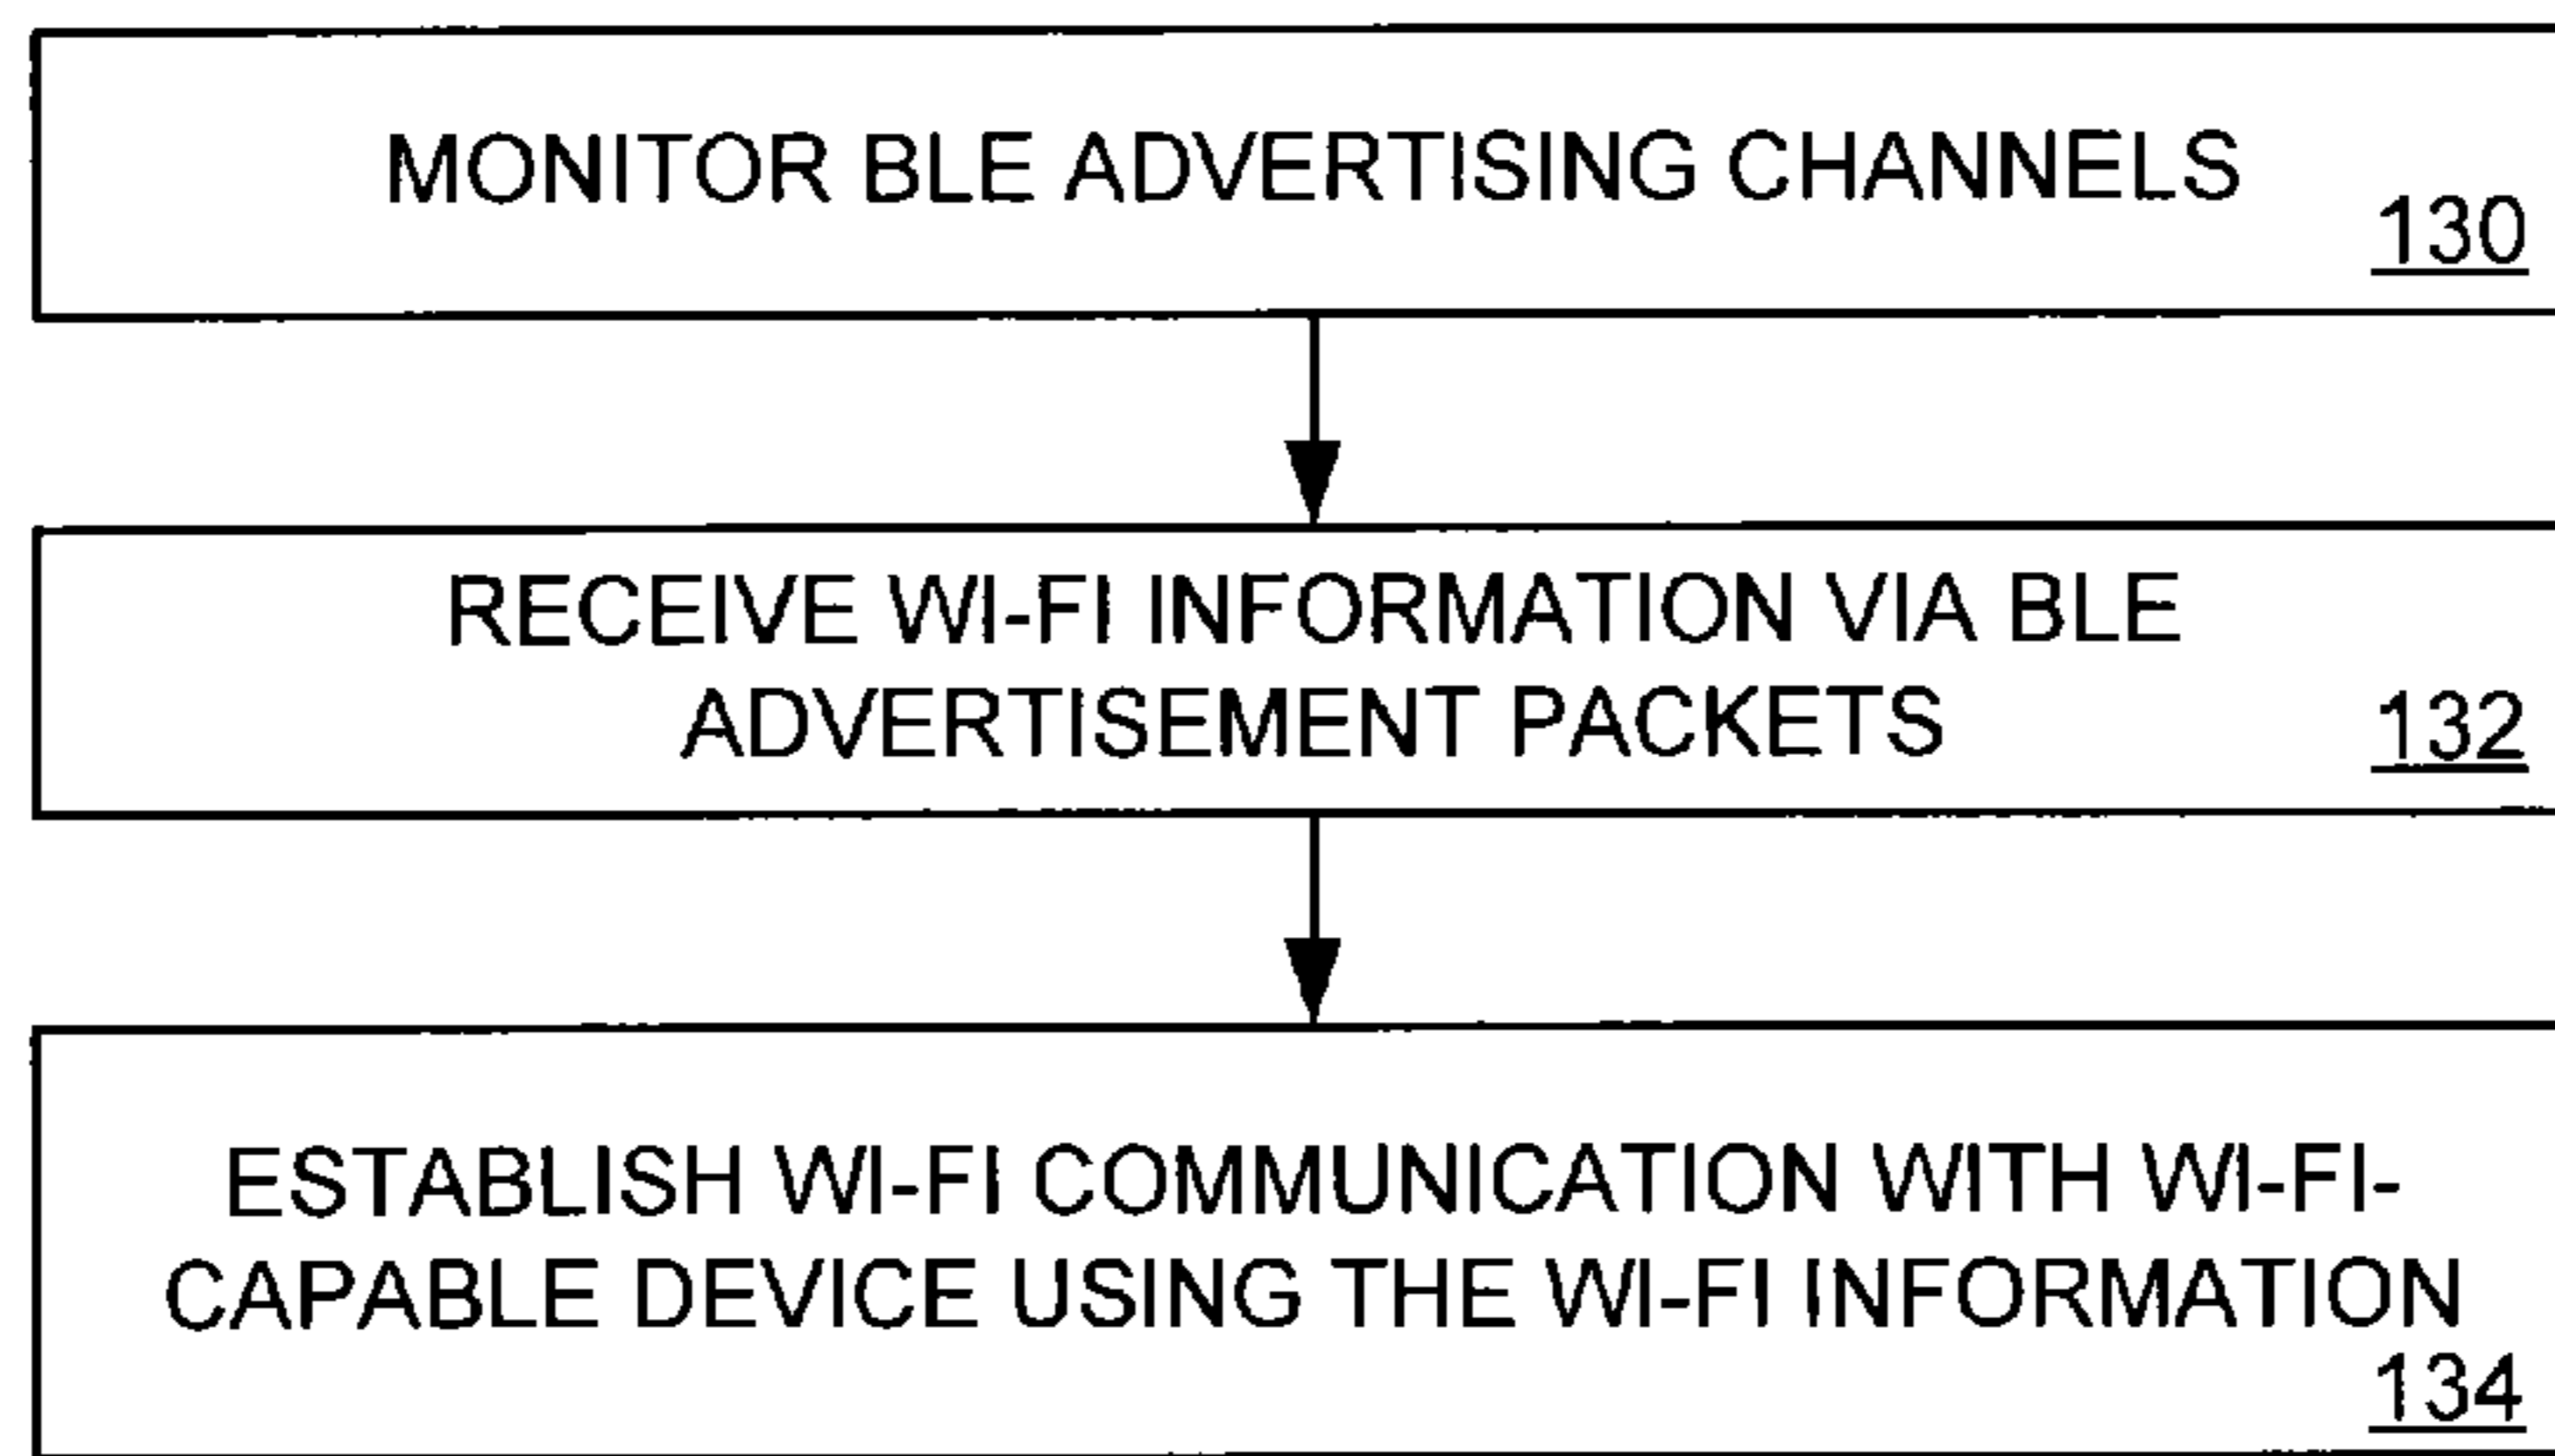 MONITOR BLE ADVERTISING CHANNELS
130
RECEIVE WI-FI INFORMATION VIA BLE
ADVERTISEMENT PACKETS
132
ESTABLISH WI-FI COMMUNICATION WITH WI-FI-
CAPABLE DEVICE USING THE WI-FI INFORMATION
134